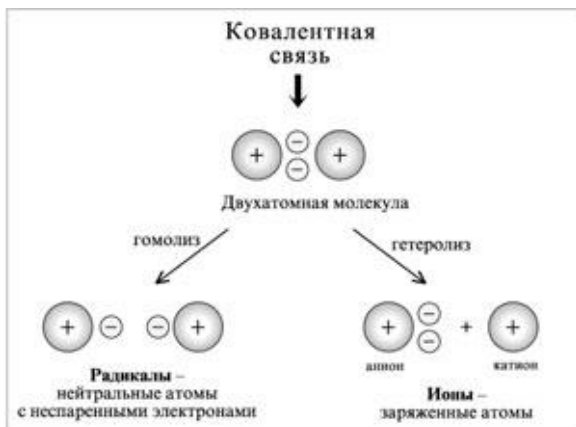 Ковалентная
связь
+ − − +
Двухатомная молекула
гомолиз
гетеролиз
+ − − +
+ − − + +
анион
катион
Радикалы –
нейтральные атомы
с неспаренными электронами
Ионы –
заряженные атомы